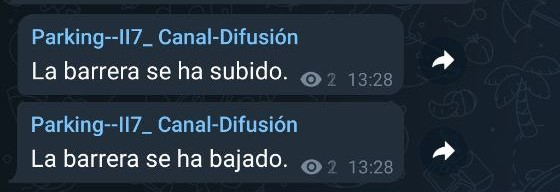 Parking--II7_ Canal-Difusión
La barrera se ha subido. 2 13:28
Parking--II7_ Canal-Difusión
La barrera se ha bajado. 2 13:28